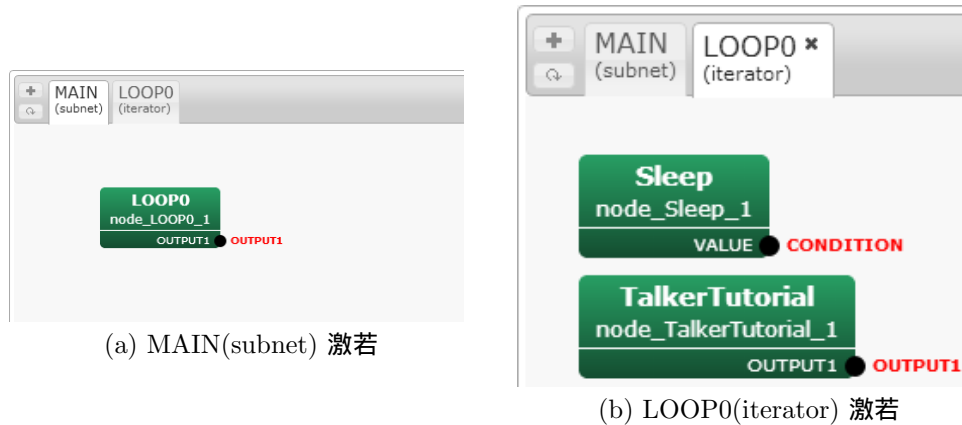 MAIN
(subnet)
LOOP0
(iterator)
LOOP0
node_LOOP0_1
OUTPUT1 OUTPUT1
(a) MAIN(subnet) 激若
MAIN
(subnet)
LOOP0 ✖
(iterator)
Sleep
node_Sleep_1
VALUE CONDITION
TalkerTutorial
node_TalkerTutorial_1
OUTPUT1 OUTPUT1
(b) LOOP0(iterator) 激若